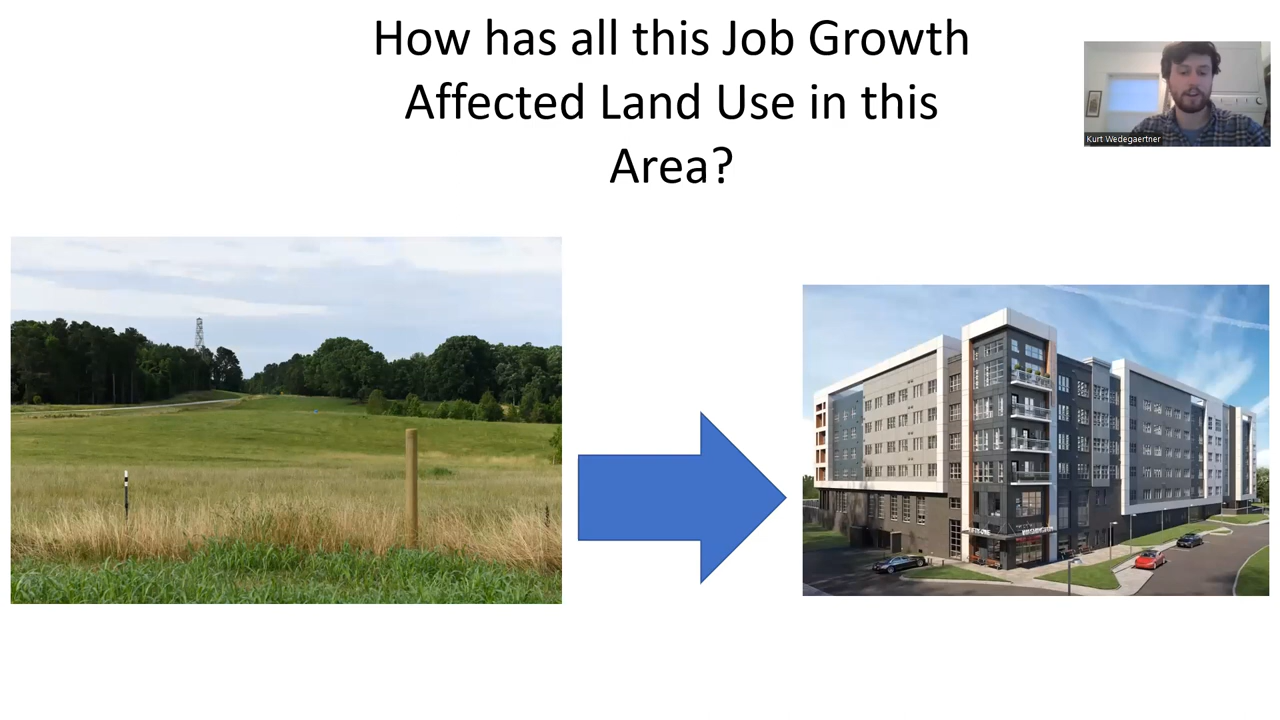 How has all this Job Growth
Affected Land Use in this
Area?
Kurt Wedegaertner